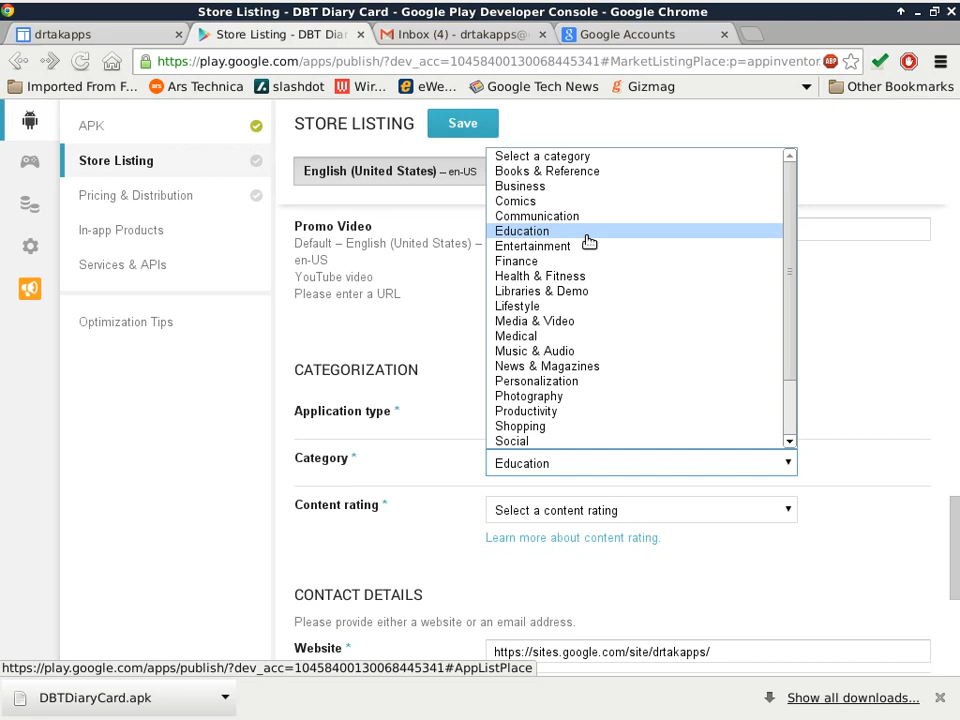 Store Listing - DBT Diary Card - Google Play Developer Console - Google Chrome
drtakapps
Store Listing - DBT Dia
Inbox (4) - drtakapps@
Google Accounts
https://play.google.com/apps/publish/?dev_acc=10458400130068445341#MarketListingPlace:p=appinventor
ABP
Imported From F...
Ars Technica
slashdot
Wir...
eWe...
Google Tech News
Gizmag
Other Bookmarks
APK
Store Listing
Pricing & Distribution
In-app Products
Services & APIs
Optimization Tips
STORE LISTING
Save
English (United States) – en-US
Promo Video
Default – English (United States) –
en-US
YouTube video
Please enter a URL
Select a category
Books & Reference
Business
Comics
Communication
Education
Entertainment
Finance
Health & Fitness
Libraries & Demo
Lifestyle
Media & Video
Medical
Music & Audio
News & Magazines
Personalization
Photography
Productivity
Shopping
Social
CATEGORIZATION
Application type *
Category *
Education
Content rating *
Select a content rating
Learn more about content rating.
CONTACT DETAILS
Please provide either a website or an email address.
Website *
https://sites.google.com/site/drtakapps/
https://play.google.com/apps/publish/?dev_acc=10458400130068445341#AppListPlace
DBTDiaryCard.apk
Show all downloads...